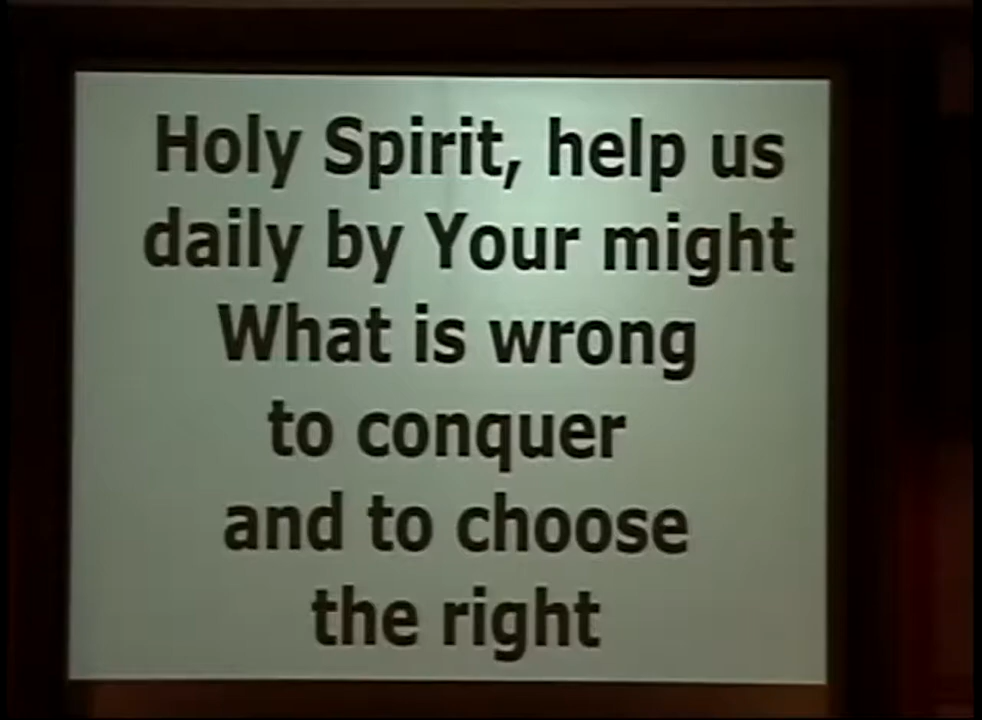 Holy Spirit, help us
daily by Your might
What is wrong
to conquer
and to choose
the right